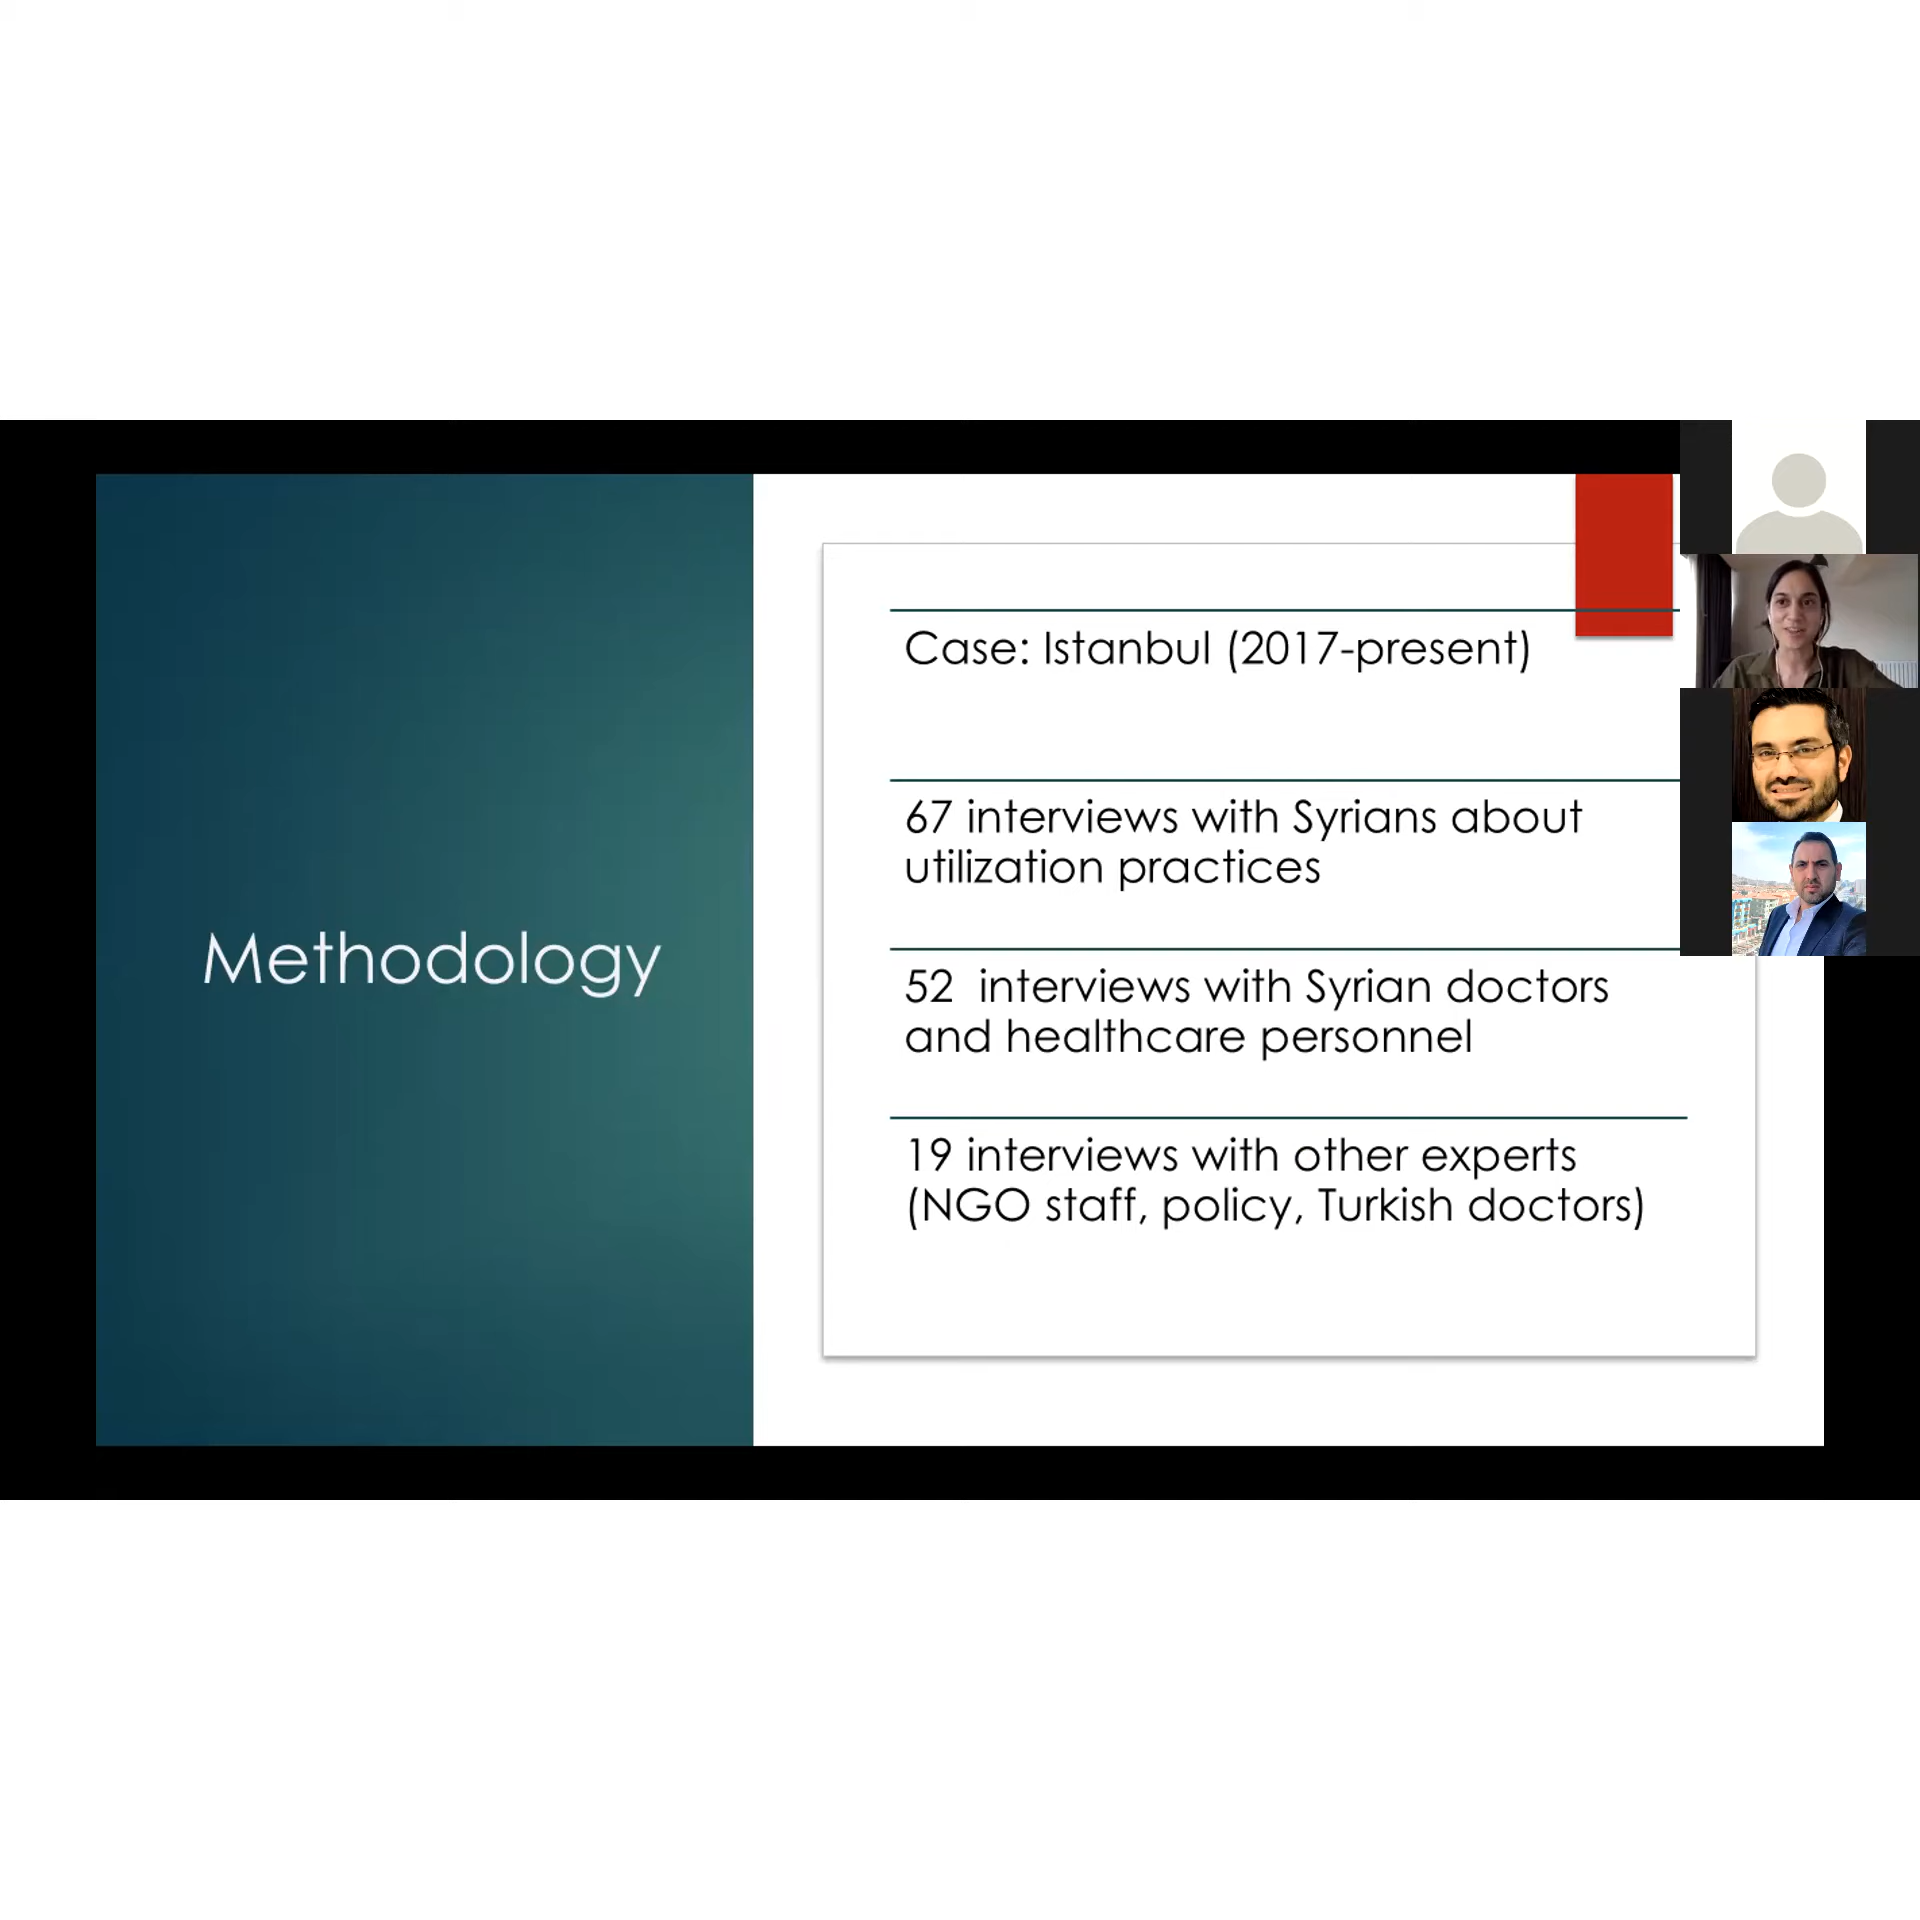 Methodology
Case: Istanbul (2017-present)
67 interviews with Syrians about
utilization practices
52  interviews with Syrian doctors
and healthcare personnel
19 interviews with other experts
(NGO staff, policy, Turkish doctors)